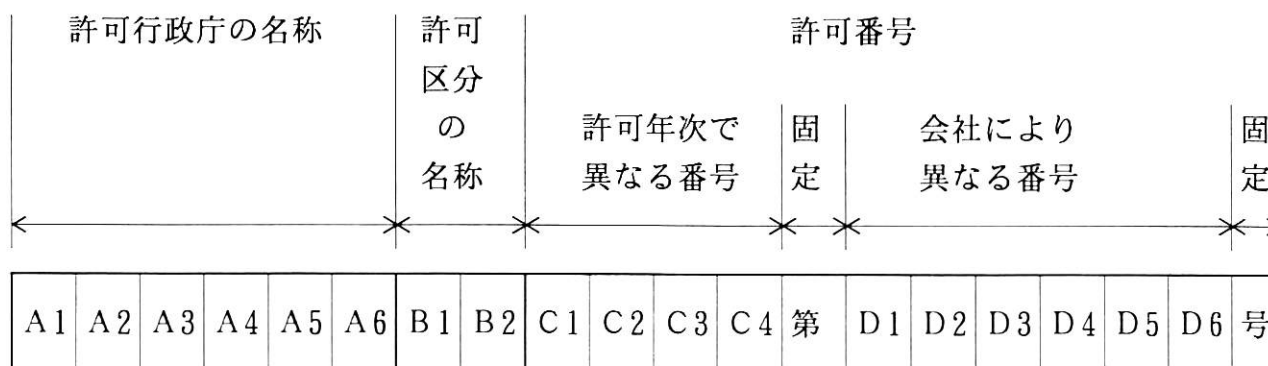 許可行政庁の名称
許可区分の名称
許可番号
許可年次で
異なる番号
固定
会社により
異なる番号
固定
A1 A2 A3 A4 A5 A6 B1 B2 C1 C2 C3 C4 第 D1 D2 D3 D4 D5 D6 号